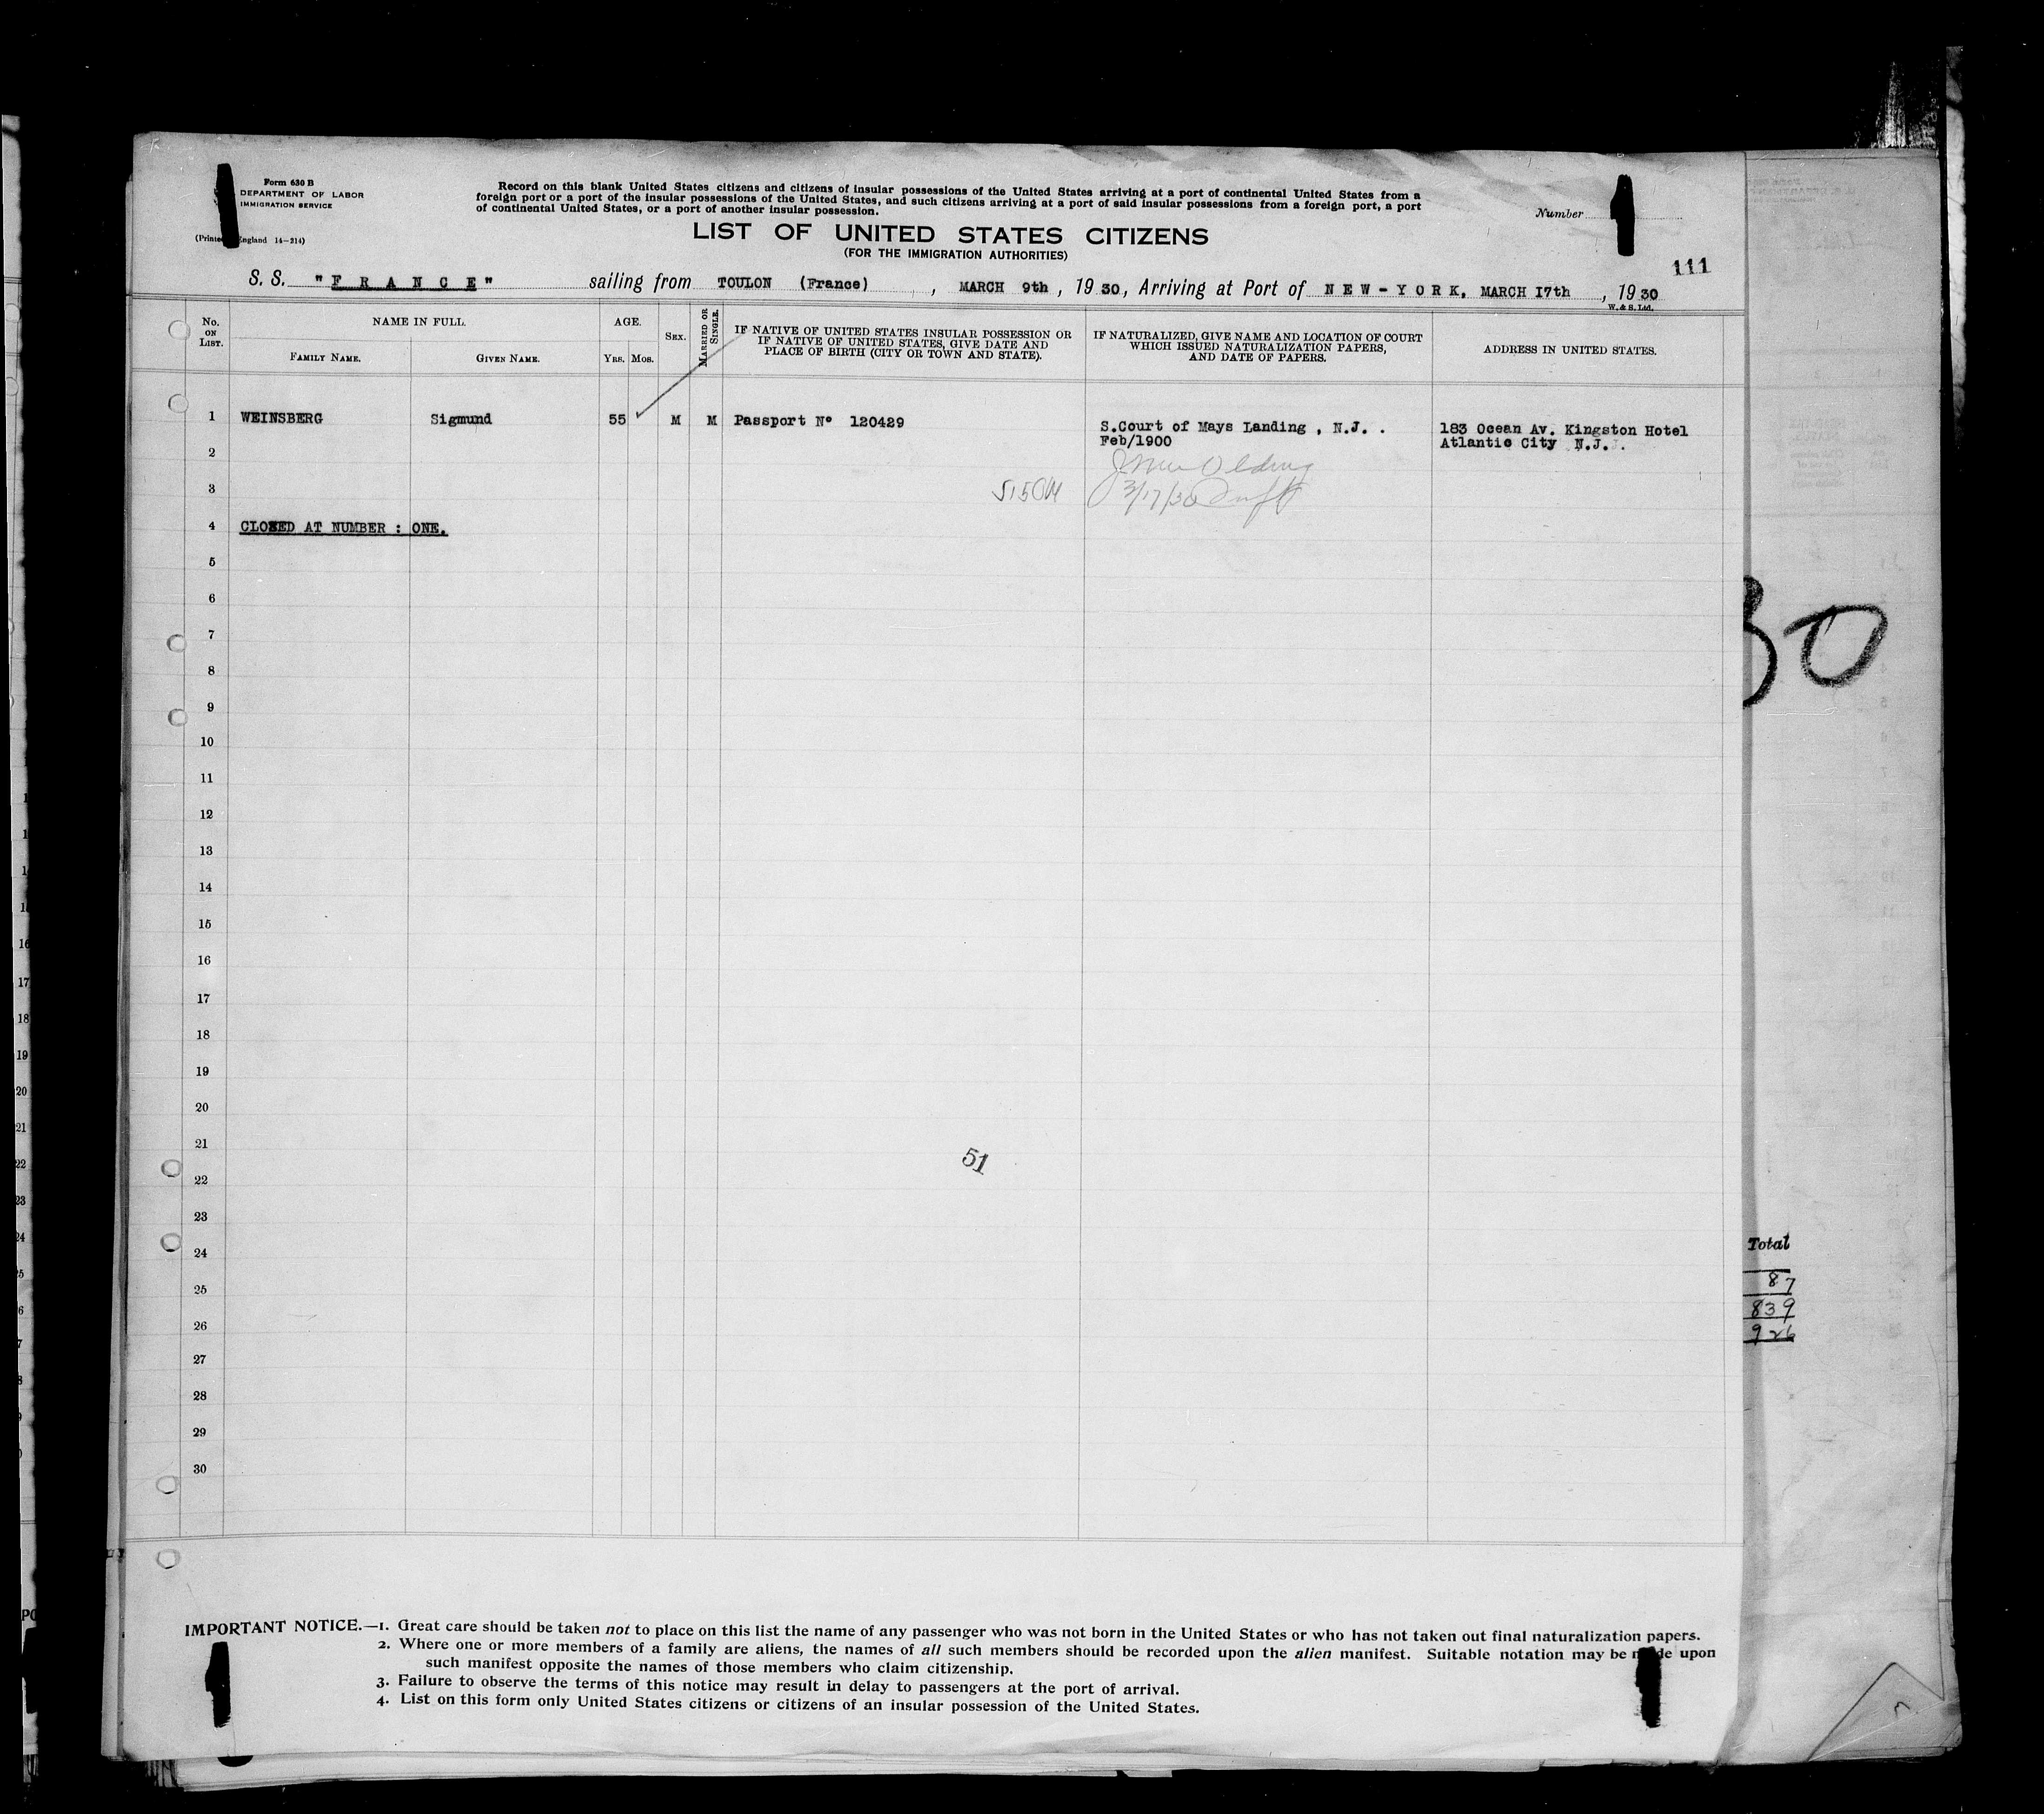 Form 630 B
DEPARTMENT OF LABOR
IMMIGRATION SERVICE
(Printed England 14-214)
Record on this blank United States citizens and citizens of insular possessions of the United States arriving at a port of continental United States from a
foreign port or a port of the insular possessions of the United States, and such citizens arriving at a port of said insular possessions from a foreign port, a port
of continental United States, or a port of another insular possession.
Number
LIST OF UNITED STATES CITIZENS
(FOR THE IMMIGRATION AUTHORITIES)
111
S. S. "FRANCE" sailing from TOULON (France), MARCH 9th, 1930, Arriving at Port of NEW-YORK, MARCH I7th, 1930
W. & S. Ltd.
No. ON LIST.
NAME IN FULL.
FAMILY NAME. GIVEN NAME.
AGE.
YRS. MOS.
SEX.
MARRIED OR SINGLE.
IF NATIVE OF UNITED STATES INSULAR POSSESSION OR
IF NATIVE OF UNITED STATES, GIVE DATE AND
PLACE OF BIRTH (CITY OR TOWN AND STATE).
IF NATURALIZED, GIVE NAME AND LOCATION OF COURT
WHICH ISSUED NATURALIZATION PAPERS,
AND DATE OF PAPERS.
ADDRESS IN UNITED STATES.
1 WEINSBERG Sigmund 55 M M Passport N° 120429 S.Court of Mays Landing , N.J. . 183 Ocean Av. Kingston Hotel
Feb/1900 Atlantic City N.J. .
2
3 3/17/30
4 CLOSED AT NUMBER : ONE.
5
6
7
8
9
10
11
12
13
14
15
16
17
18
19
20
21
51
22
23
24
25
26
27
28
29
30
30
Total
87
839
926
IMPORTANT NOTICE.—1. Great care should be taken not to place on this list the name of any passenger who was not born in the United States or who has not taken out final naturalization papers.
2. Where one or more members of a family are aliens, the names of all such members should be recorded upon the alien manifest. Suitable notation may be made upon
such manifest opposite the names of those members who claim citizenship.
3. Failure to observe the terms of this notice may result in delay to passengers at the port of arrival.
4. List on this form only United States citizens or citizens of an insular possession of the United States.